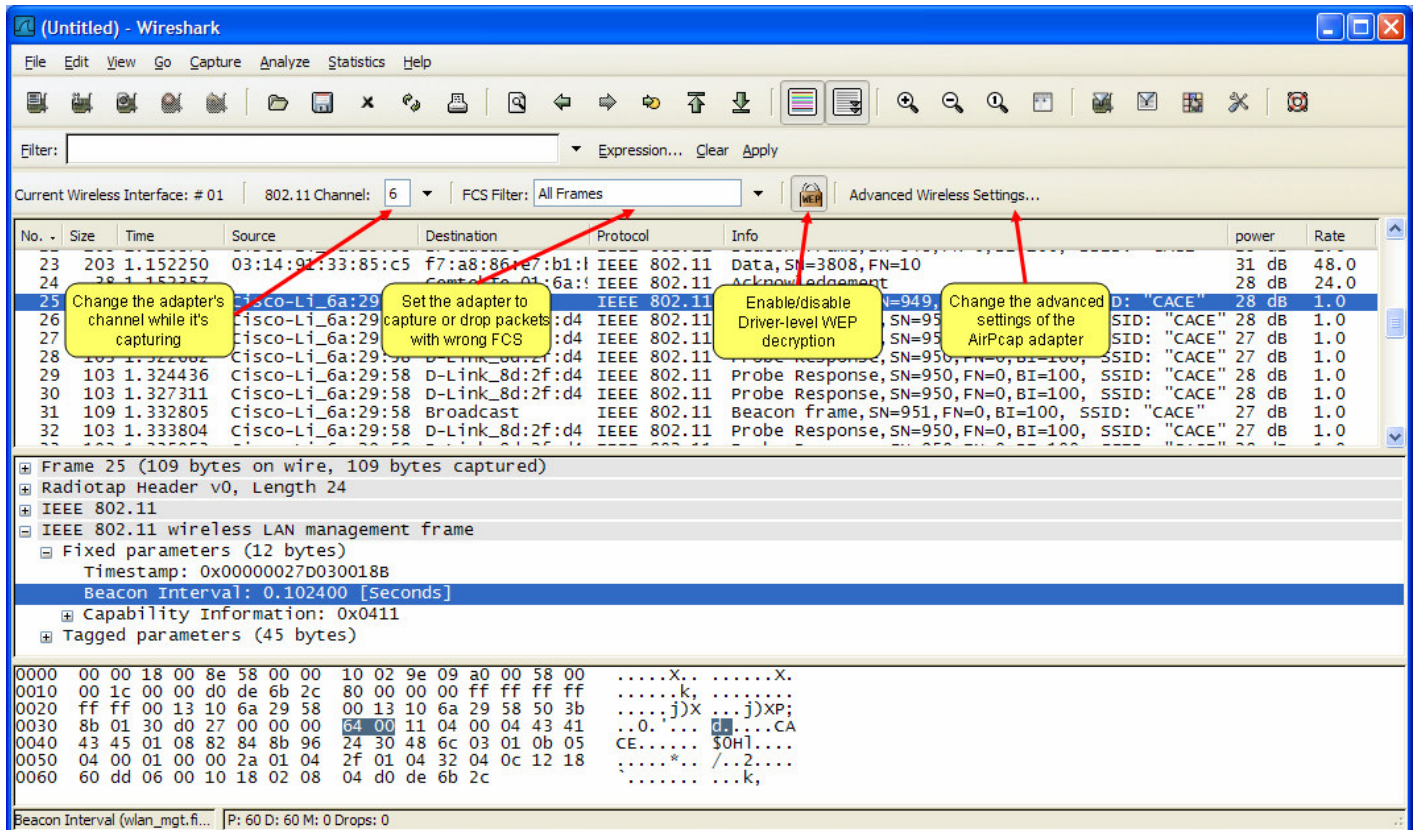 (Untitled) - Wireshark
File Edit View Go Capture Analyze Statistics Help
Filter: Expression... Clear Apply
Current Wireless Interface: # 01 802.11 Channel: 6 FCS Filter: All Frames WEP Advanced Wireless Settings...
No. - Size Time Source Destination Protocol Info power Rate
23 203 1.152250 03:14:91:33:85:c5 f7:a8:86:e7:b1: IEEE 802.11 Data,SN=3808,FN=10 31 dB 48.0
24 IEEE 802.11 Acknowledgement 28 dB 24.0
25 Cisco-Li_6a:29 IEEE 802.11 N=949, ID: "CACE" 28 dB 1.0
26 Cisco-Li_6a:29 :d4 IEEE 802.11 ,SN=95 SSID: "CACE" 28 dB 1.0
27 Cisco-Li_6a:29 :d4 IEEE 802.11 ,SN=95 SSID: "CACE" 27 dB 1.0
28 103 1.322082 Cisco-Li_6a:29:58 D-Link_8d:2f:d4 IEEE 802.11 Probe Response,SN=950,FN=0,BI=100, SSID: "CACE" 27 dB 1.0
29 103 1.324436 Cisco-Li_6a:29:58 D-Link_8d:2f:d4 IEEE 802.11 Probe Response,SN=950,FN=0,BI=100, SSID: "CACE" 28 dB 1.0
30 103 1.327311 Cisco-Li_6a:29:58 D-Link_8d:2f:d4 IEEE 802.11 Probe Response,SN=950,FN=0,BI=100, SSID: "CACE" 28 dB 1.0
31 109 1.332805 Cisco-Li_6a:29:58 Broadcast IEEE 802.11 Beacon frame,SN=951,FN=0,BI=100, SSID: "CACE" 27 dB 1.0
32 103 1.333804 Cisco-Li_6a:29:58 D-Link_8d:2f:d4 IEEE 802.11 Probe Response,SN=950,FN=0,BI=100, SSID: "CACE" 27 dB 1.0
Change the adapter's
channel while it's
capturing
Set the adapter to
capture or drop packets
with wrong FCS
Enable/disable
Driver-level WEP
decryption
Change the advanced
settings of the
AirPcap adapter
Frame 25 (109 bytes on wire, 109 bytes captured)
Radiotap Header v0, Length 24
IEEE 802.11
IEEE 802.11 wireless LAN management frame
Fixed parameters (12 bytes)
Timestamp: 0x00000027D030018B
Beacon Interval: 0.102400 [Seconds]
Capability Information: 0x0411
Tagged parameters (45 bytes)
0000 00 00 18 00 8e 58 00 00 10 02 9e 09 a0 00 58 00 .....X.. ......X.
0010 00 1c 00 00 d0 de 6b 2c 80 00 00 00 ff ff ff ff ......k, ........
0020 ff ff 00 13 10 6a 29 58 00 13 10 6a 29 58 50 3b .....j)X ...j)XP;
0030 8b 01 30 d0 27 00 00 00 64 00 11 04 00 04 43 41 ..0.'... d.....CA
0040 43 45 01 08 82 84 8b 96 24 30 48 6c 03 01 0b 05 CE...... $0Hl....
0050 04 00 01 00 00 2a 01 04 2f 01 04 32 04 0c 12 18 .....*.. /..2....
0060 60 dd 06 00 10 18 02 08 04 d0 de 6b 2c `....... ...k,
Beacon Interval (wlan_mgt.fi... P: 60 D: 60 M: 0 Drops: 0